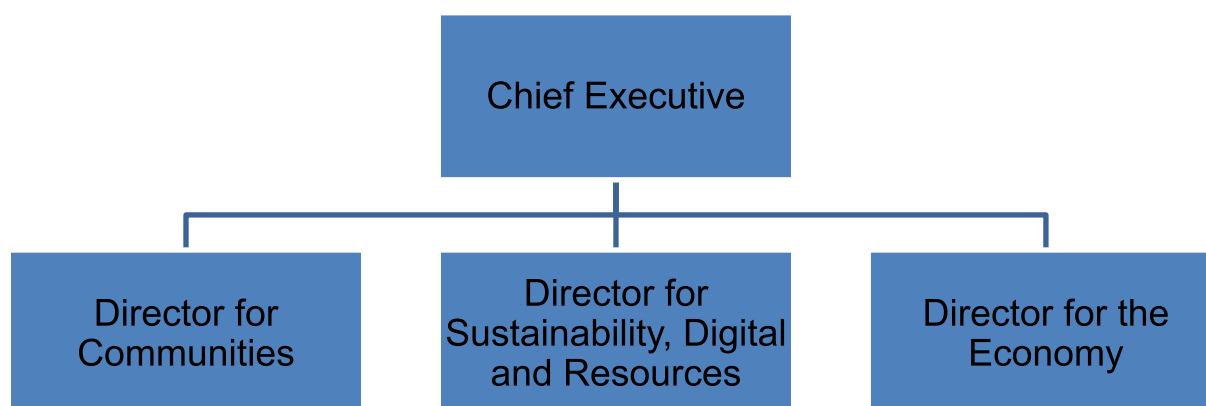 Chief Executive
Director for
Communities
Director for
Sustainability, Digital
and Resources
Director for the
Economy